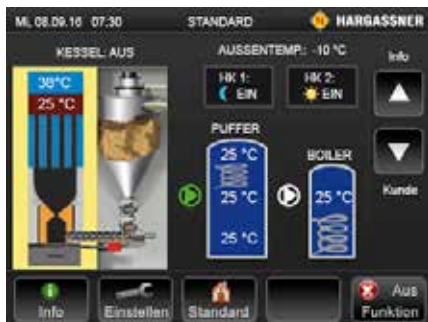 Mi, 08.09.16 07:30 STANDARD HARGASSNER
KESSEL: AUS
AUSSENTEMP.: -10 °C
Info
38°C
25 °C
HK 1:
EIN
HK 2:
EIN
PUFFER
25 °C
25 °C
25 °C
BOILER
25 °C
Kunde
Info
Einstellen
Standard
Aus
Funktion